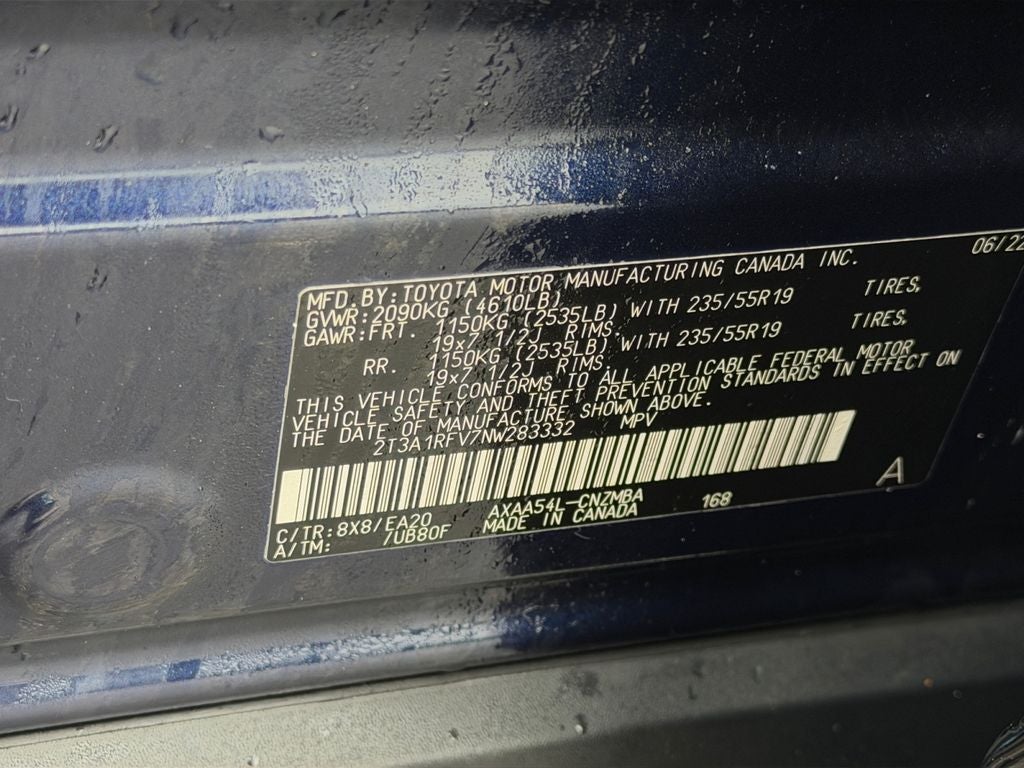 06/22
MFD.BY:TOYOTA MOTOR MANUFACTURING CANADA INC.
GVWR:2090KG (4610LB)
GAWR:FRT. 1150KG (2535LB) WITH 235/55R19 TIRES,
19x7 1/2J RIMS
RR. 1150KG (2535LB) WITH 235/55R19 TIRES,
19x7 1/2J RIMS
THIS VEHICLE CONFORMS TO ALL APPLICABLE FEDERAL MOTOR
VEHICLE SAFETY AND THEFT PREVENTION STANDARDS IN EFFECT ON
THE DATE OF MANUFACTURE SHOWN ABOVE.
2T3A1RFV7NW283332 MPV
A
C/TR:8X8/EA20 AXAA54L-CNZMBA 168
A/TM: /UB80F MADE IN CANADA